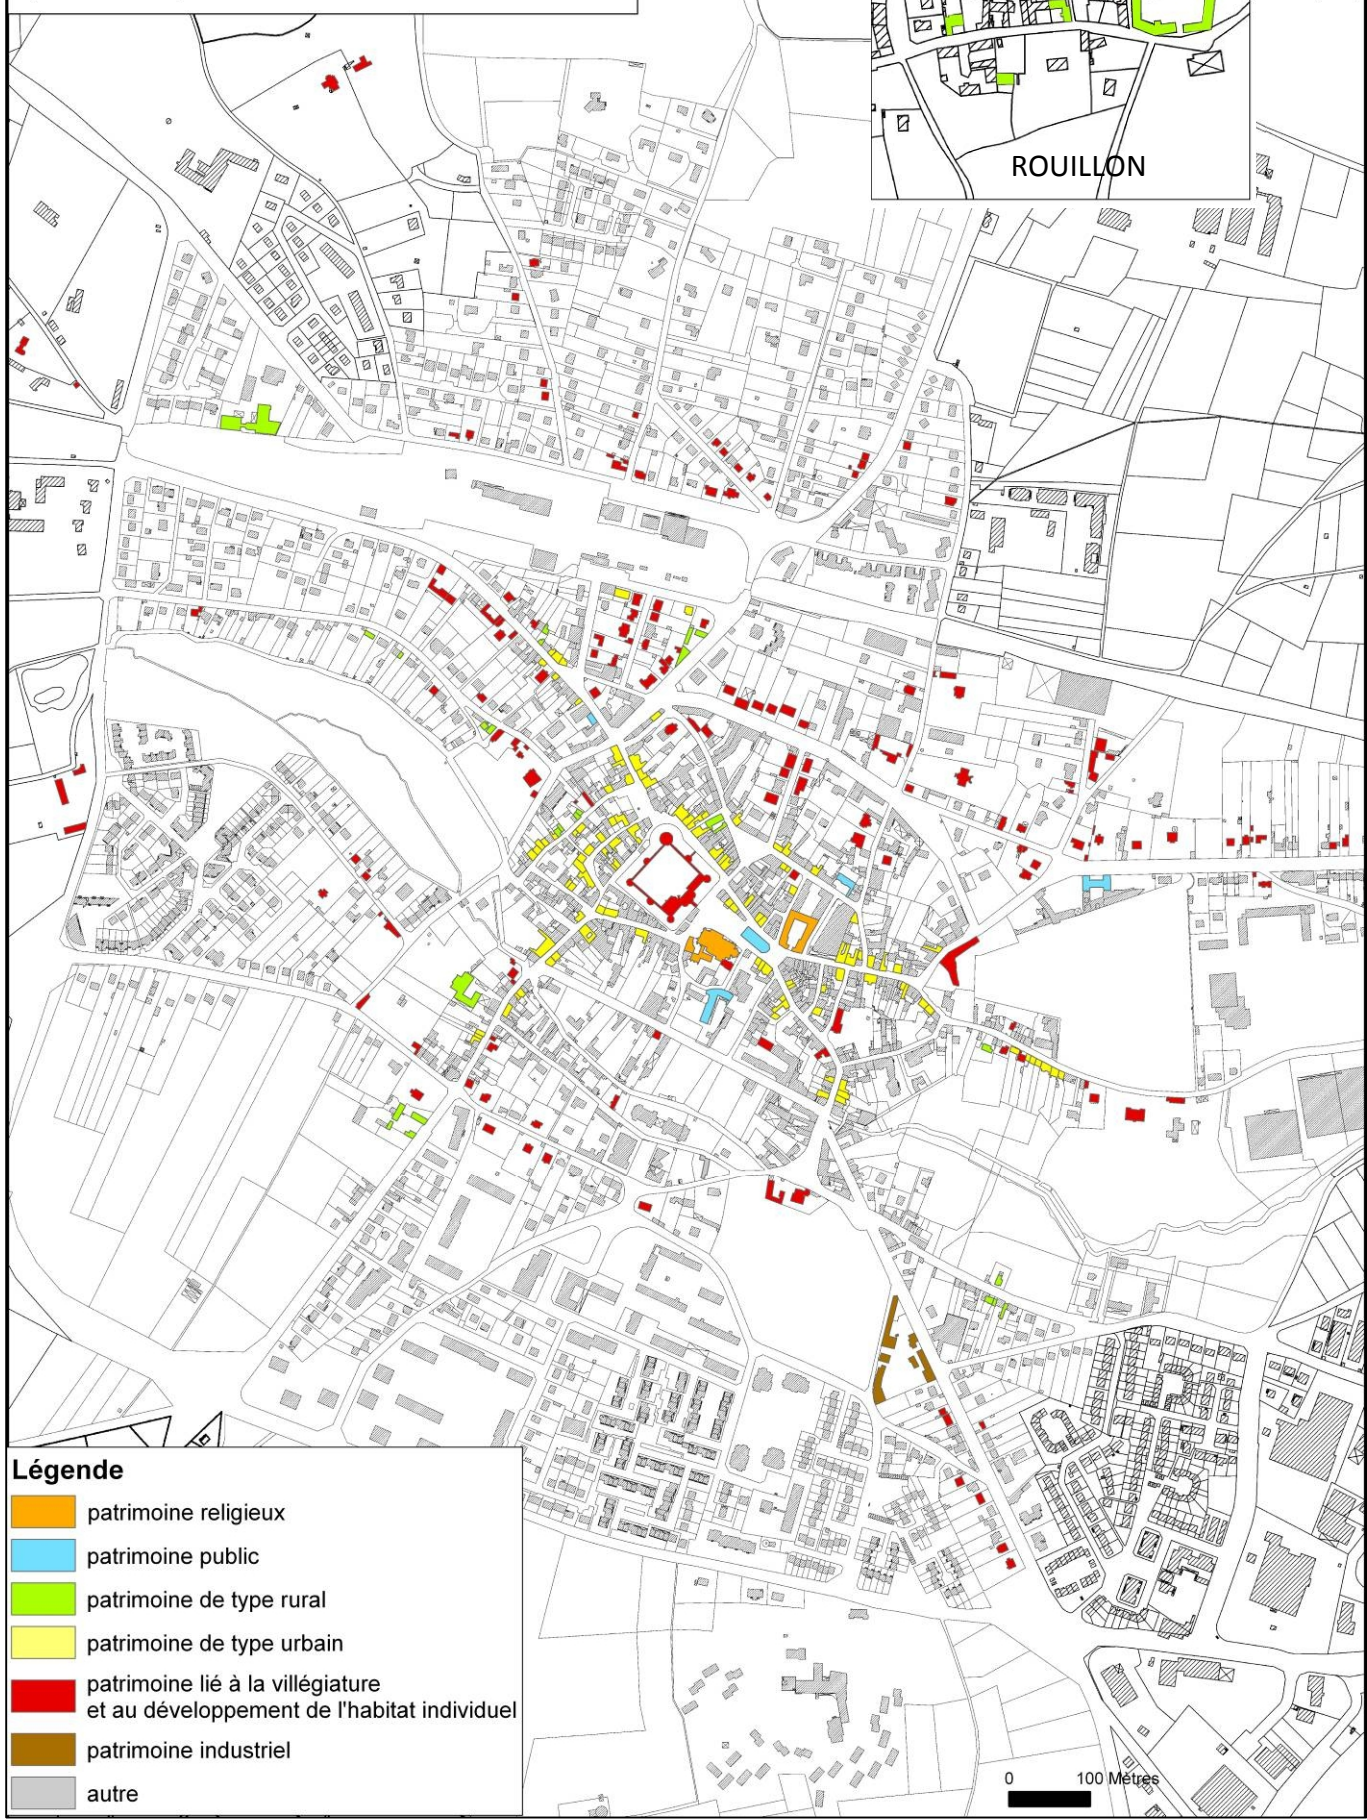 ROUILLON
Légende
patrimoine religieux
patrimoine public
patrimoine de type rural
patrimoine de type urbain
patrimoine lié à la villégiature
et au développement de l'habitat individuel
patrimoine industriel
autre
0 100 Mètres